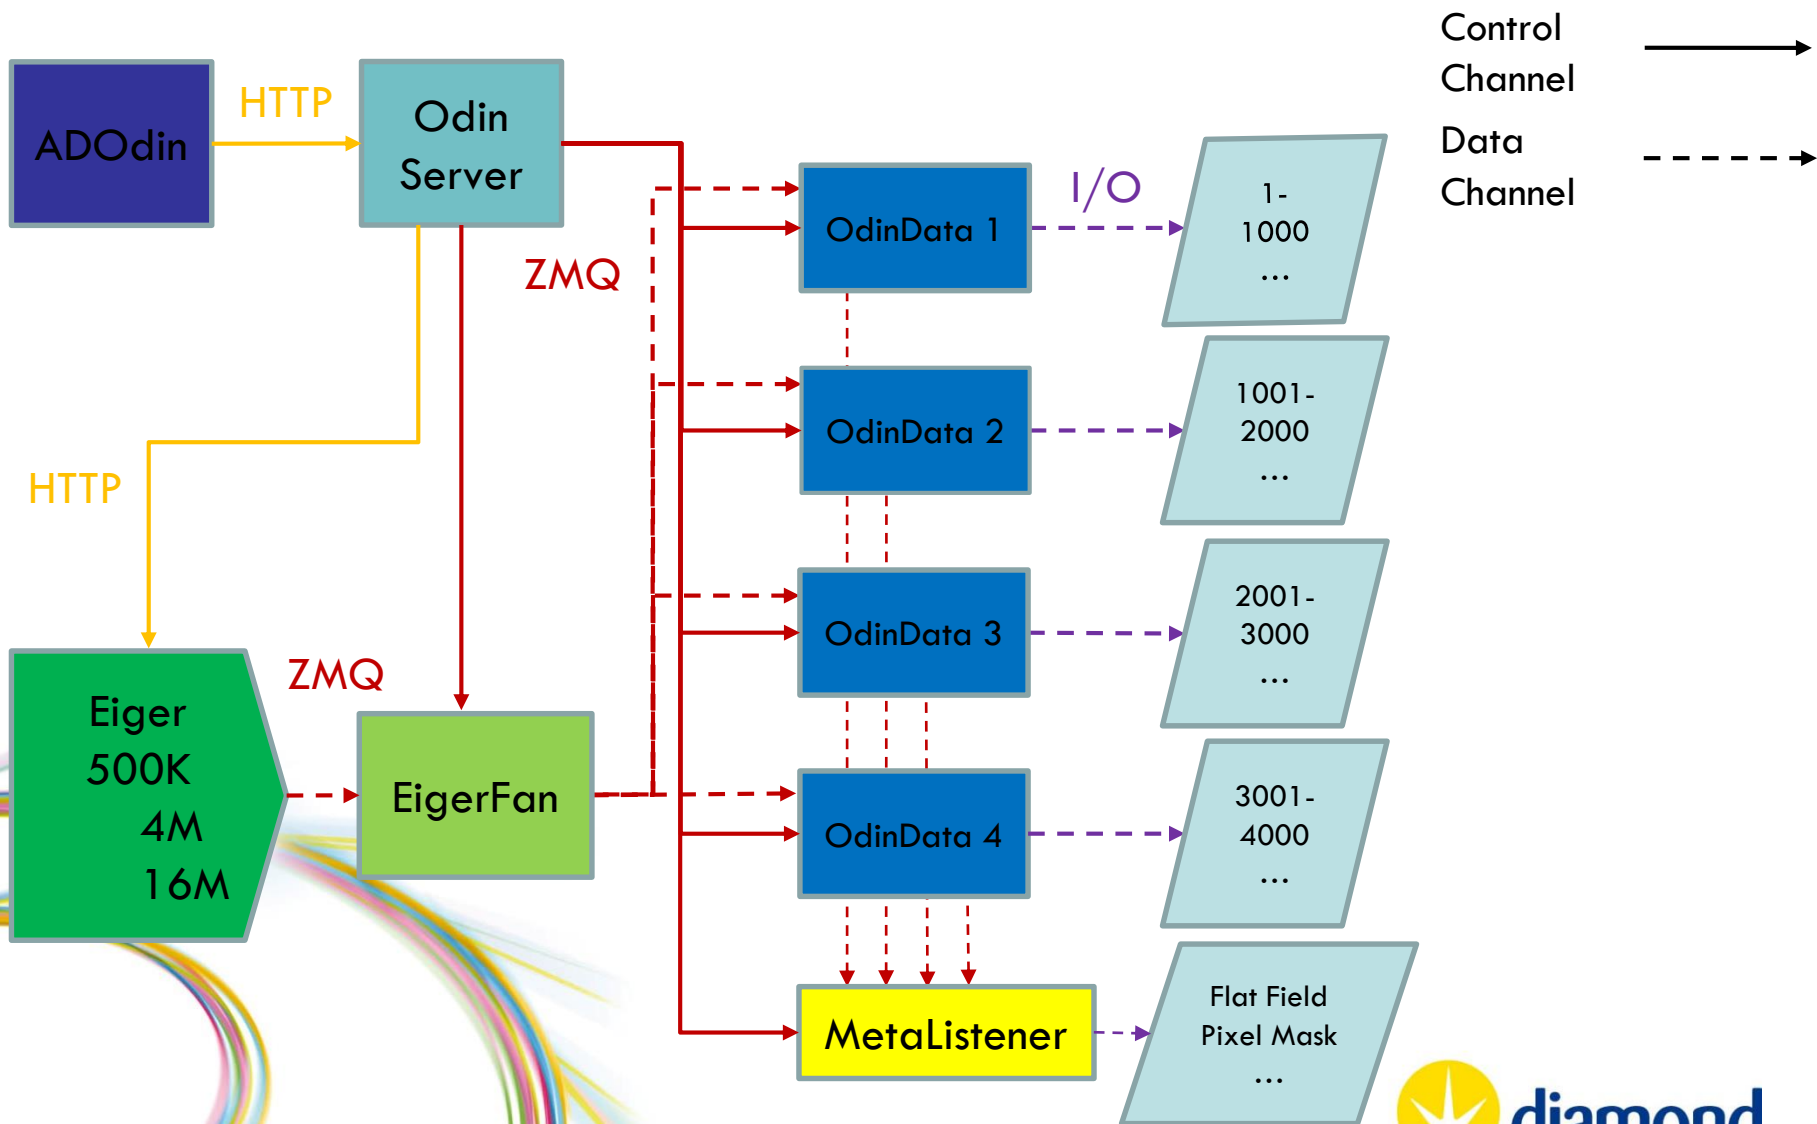 Control
Channel
Data
Channel
ADOdin
HTTP
Odin
Server
ZMQ
HTTP
OdinData 1
I/O
1-
1000
...
OdinData 2
1001-
2000
...
OdinData 3
2001-
3000
...
Eiger
500K
4M
16M
ZMQ
EigerFan
OdinData 4
3001-
4000
...
MetaListener
Flat Field
Pixel Mask
...
diamond